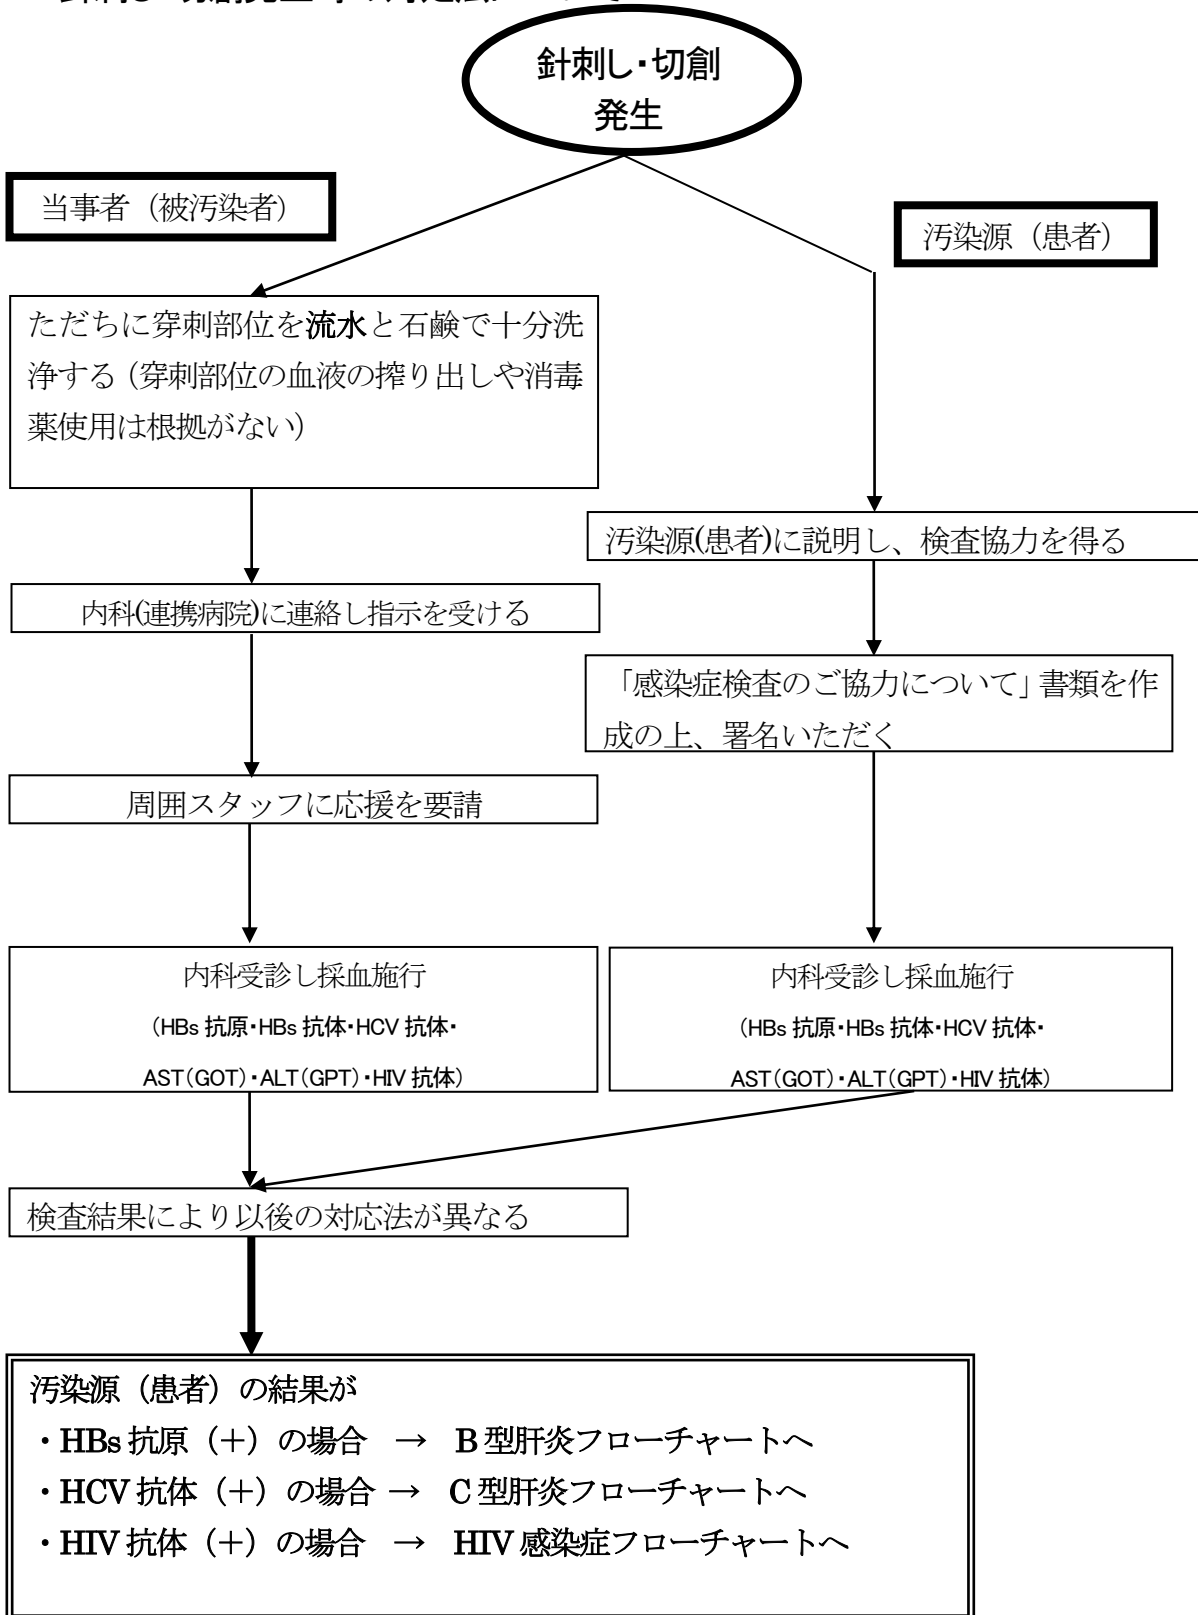 針刺し・切創
発生
当事者（被汚染者）
汚染源（患者）
ただちに穿刺部位を流水と石鹸で十分洗
浄する（穿刺部位の血液の搾り出しや消毒
薬使用は根拠がない）
汚染源(患者)に説明し、検査協力を得る
内科(連携病院)に連絡し指示を受ける
「感染症検査のご協力について」書類を作
成の上、署名いただく
周囲スタッフに応援を要請
内科受診し採血施行
（HBs 抗原・HBs 抗体・HCV 抗体・
AST（GOT）・ALT（GPT）・HIV 抗体）
内科受診し採血施行
（HBs 抗原・HBs 抗体・HCV 抗体・
AST（GOT）・ALT（GPT）・HIV 抗体）
検査結果により以後の対応法が異なる
汚染源（患者）の結果が
・HBs 抗原（＋）の場合　→　B 型肝炎フローチャートへ
・HCV 抗体（＋）の場合 →　C 型肝炎フローチャートへ
・HIV 抗体（＋）の場合　→　HIV 感染症フローチャートへ